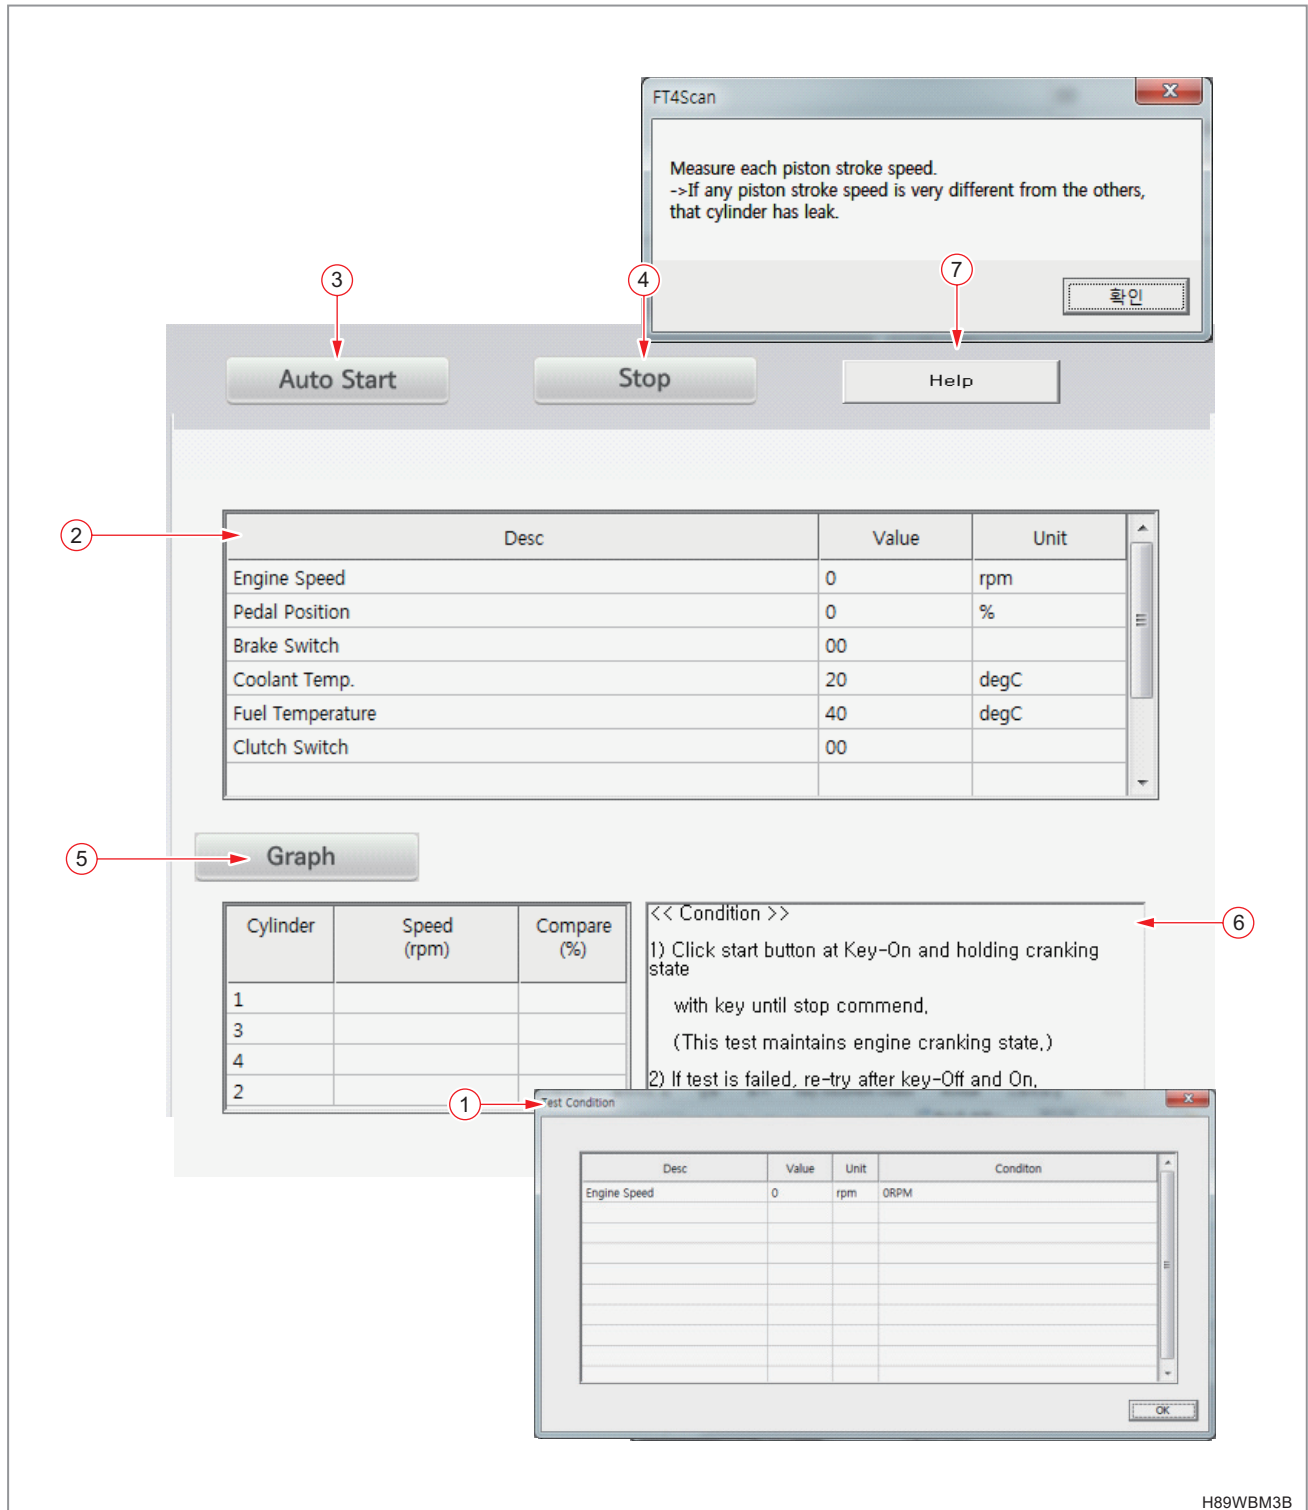 FT4Scan
Measure each piston stroke speed.
->If any piston stroke speed is very different from the others,
that cylinder has leak.
확인
3
4
7
Auto Start
Stop
Help
2
Desc Value Unit
Engine Speed 0 rpm
Pedal Position 0 %
Brake Switch 00
Coolant Temp. 20 degC
Fuel Temperature 40 degC
Clutch Switch 00
5
Graph
Cylinder Speed (rpm) Compare (%)
1
3
4
2
6
<< Condition >>
1) Click start button at Key-On and holding cranking
state
with key until stop commend,
(This test maintains engine cranking state,)
2) If test is failed, re-try after key-Off and On,
1
Test Condition
Desc Value Unit Conditon
Engine Speed 0 rpm 0RPM
OK
H89WBM3B